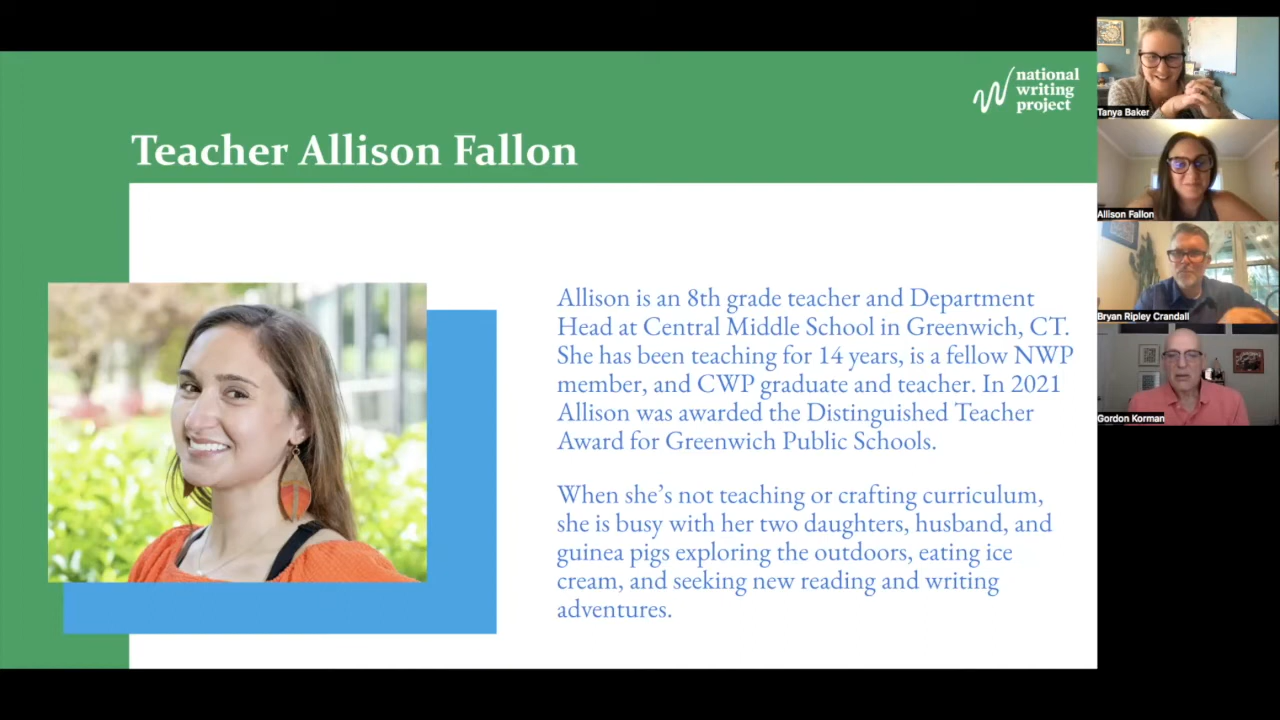 national
writing
project
Teacher Allison Fallon
Allison is an 8th grade teacher and Department
Head at Central Middle School in Greenwich, CT.
She has been teaching for 14 years, is a fellow NWP
member, and CWP graduate and teacher. In 2021
Allison was awarded the Distinguished Teacher
Award for Greenwich Public Schools.
When she's not teaching or crafting curriculum,
she is busy with her two daughters, husband, and
guinea pigs exploring the outdoors, eating ice
cream, and seeking new reading and writing
adventures.
Tanya Baker
Allison Fallon
Bryan Ripley Crandall
Gordon Korman